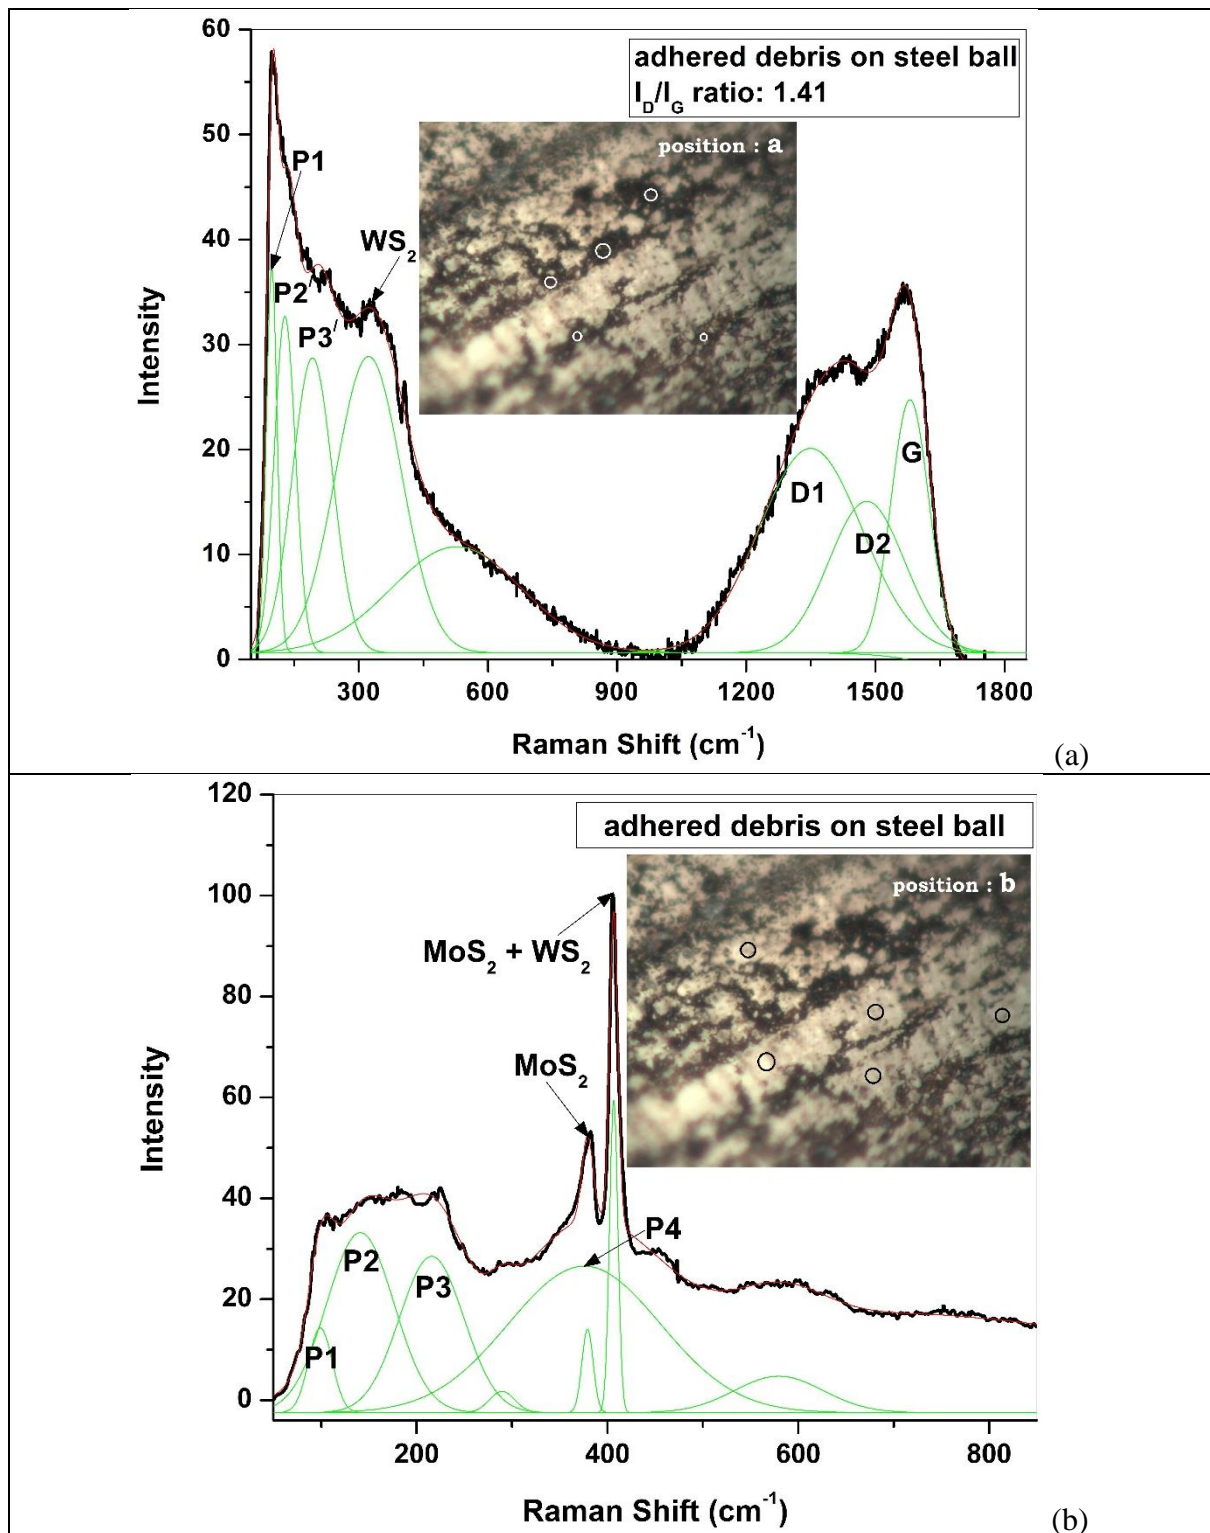 60
50
40
30
20
10
0
Intensity
adhered debris on steel ball
I_D/I_G ratio: 1.41
position : a
P1
P2
P3
WS₂
D1
D2
G
300 600 900 1200 1500 1800
Raman Shift (cm⁻¹)
(a)
120
100
80
60
40
20
0
Intensity
adhered debris on steel ball
position : b
MoS₂ + WS₂
MoS₂
P4
P2
P3
P1
200 400 600 800
Raman Shift (cm⁻¹)
(b)